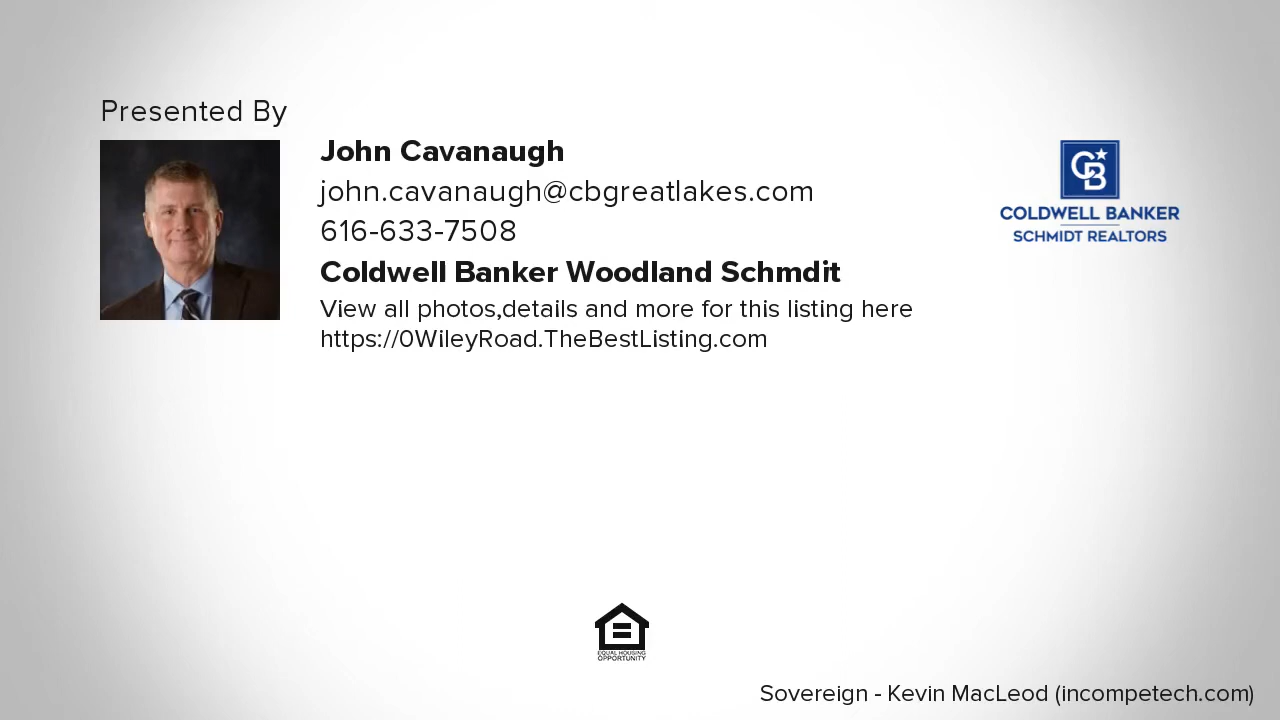 Presented By
John Cavanaugh
john.cavanaugh@cbgreatlakes.com
616-633-7508
Coldwell Banker Woodland Schmdit
View all photos,details and more for this listing here
https://0WileyRoad.TheBestListing.com
CB
COLDWELL BANKER
SCHMIDT REALTORS
EQUAL HOUSING
OPPORTUNITY
Sovereign - Kevin MacLeod (incompetech.com)